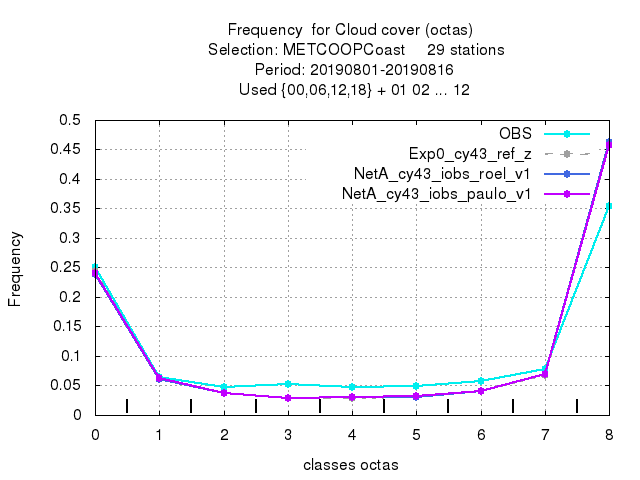 Frequency  for Cloud cover (octas)
Selection: METCOOPCoast     29 stations
Period: 20190801-20190816
Used {00,06,12,18} + 01 02 ... 12
OBS
Exp0_cy43_ref_z
NetA_cy43_iobs_roel_v1
NetA_cy43_iobs_paulo_v1
Frequency
0.5
0.45
0.4
0.35
0.3
0.25
0.2
0.15
0.1
0.05
0
0 1 2 3 4 5 6 7 8
classes octas